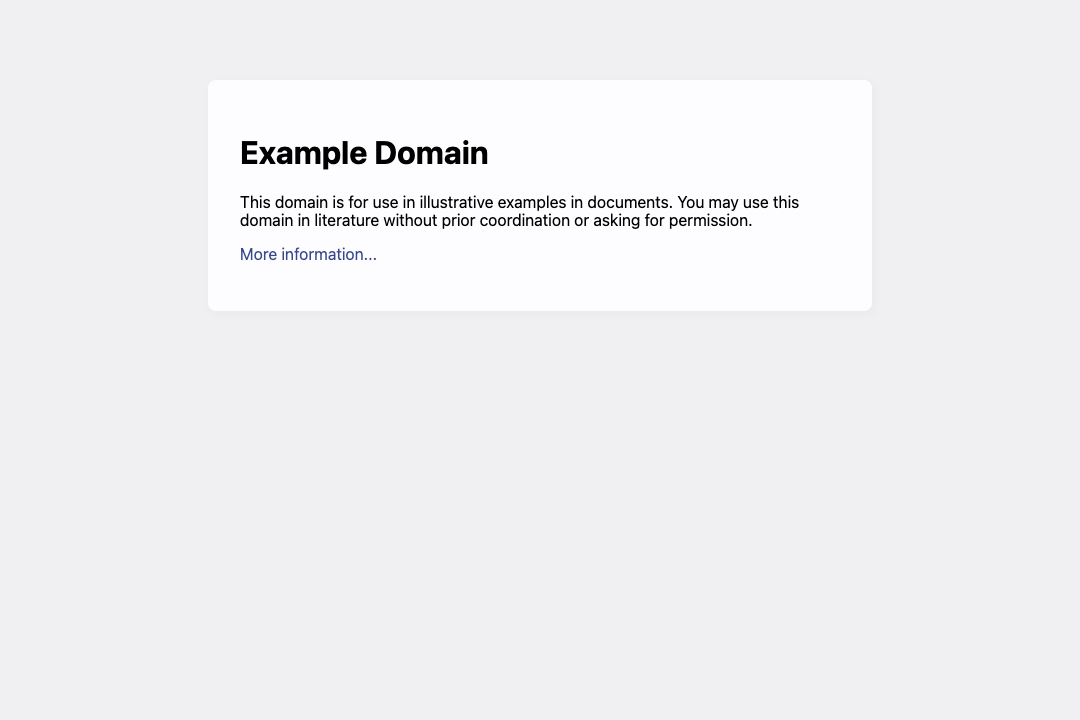 Example Domain
This domain is for use in illustrative examples in documents. You may use this
domain in literature without prior coordination or asking for permission.
More information...